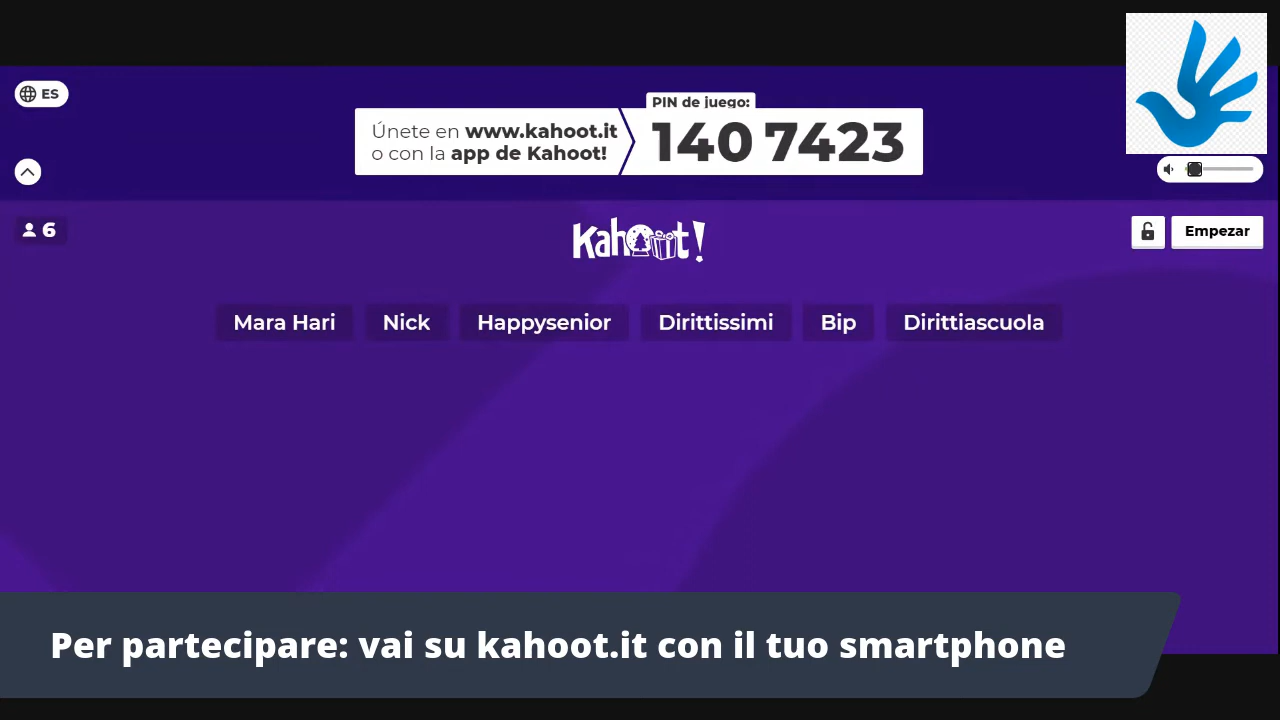 ES
PIN de juego:
Únete en www.kahoot.it
o con la app de Kahoot!
140 7423
6
Kahoot!
Empezar
Mara Hari Nick Happysenior Dirittissimi Bip Dirittiascuola
Per partecipare: vai su kahoot.it con il tuo smartphone